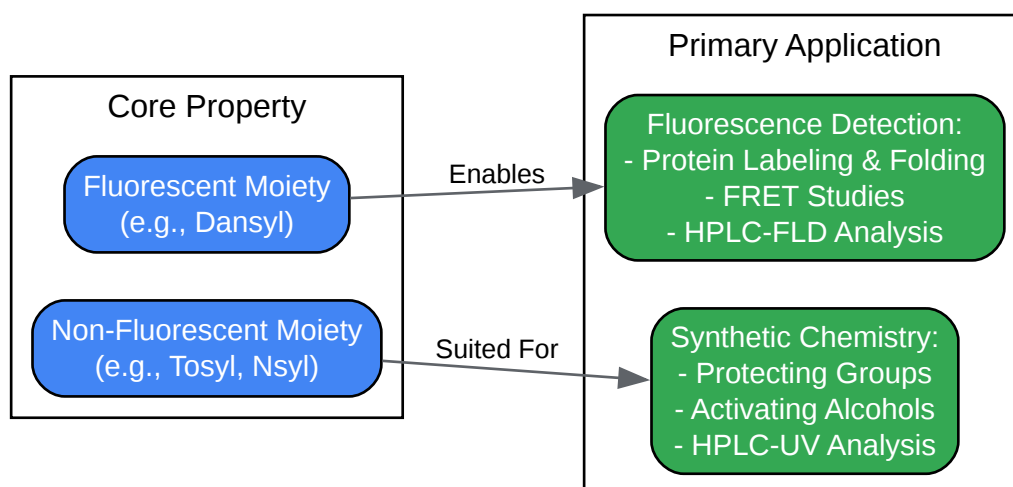 Core Property
Fluorescent Moiety
(e.g., Dansyl)
Non-Fluorescent Moiety
(e.g., Tosyl, Nsyl)
Enables
Suited For
Primary Application
Fluorescence Detection:
- Protein Labeling & Folding
- FRET Studies
- HPLC-FLD Analysis
Synthetic Chemistry:
- Protecting Groups
- Activating Alcohols
- HPLC-UV Analysis